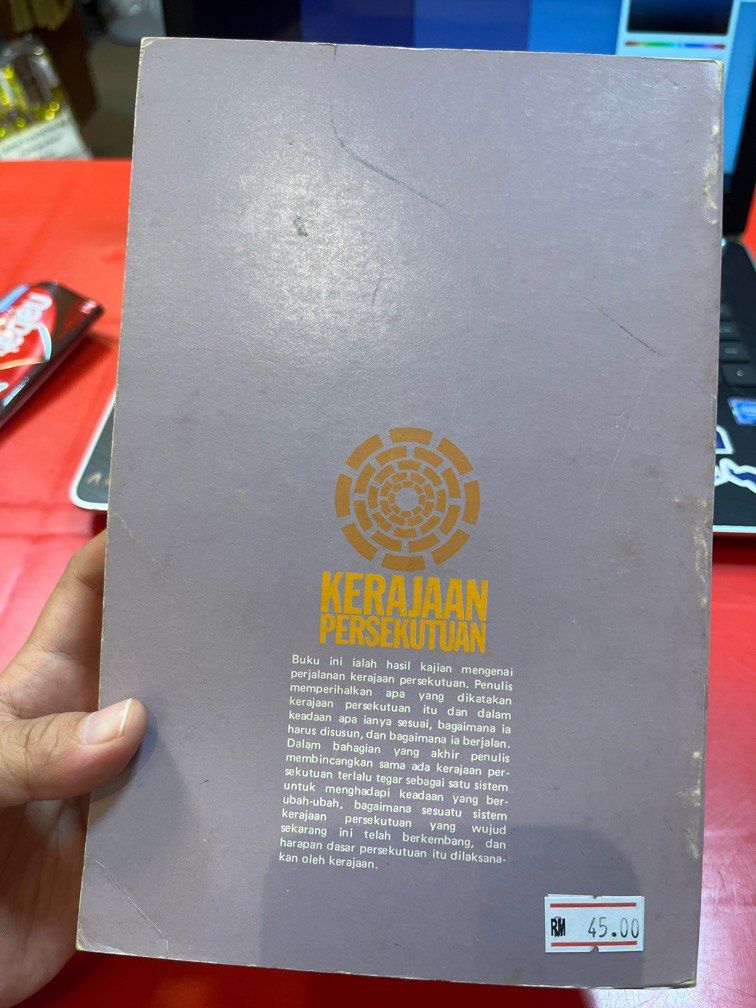 KERAJAAN
PERSEKUTUAN
Buku ini ialah hasil kajian mengenai
perjalanan kerajaan persekutuan. Penulis
memperihalkan apa yang dikatakan
kerajaan persekutuan itu dan dalam
keadaan apa ianya sesuai, bagaimana ia
harus disusun, dan bagaimana ia berjalan.
Dalam bahagian yang akhir penulis
membincangkan sama ada kerajaan per-
sekutuan terlalu tegar sebagai satu sistem
untuk menghadapi keadaan yang ber-
ubah-ubah, bagaimana sesuatu sistem
kerajaan persekutuan yang wujud
sekarang ini telah berkembang, dan
harapan dasar persekutuan itu dilaksana-
kan oleh kerajaan.
RM 45.00